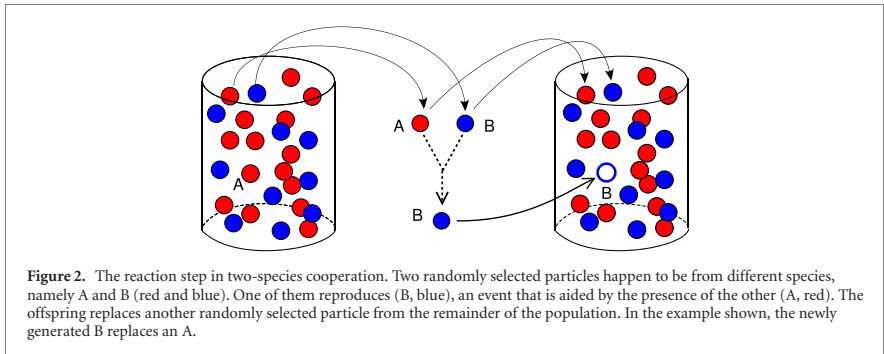 A
B
A
B
B
Figure 2. The reaction step in two-species cooperation. Two randomly selected particles happen to be from different species,
namely A and B (red and blue). One of them reproduces (B, blue), an event that is aided by the presence of the other (A, red). The
offspring replaces another randomly selected particle from the remainder of the population. In the example shown, the newly
generated B replaces an A.